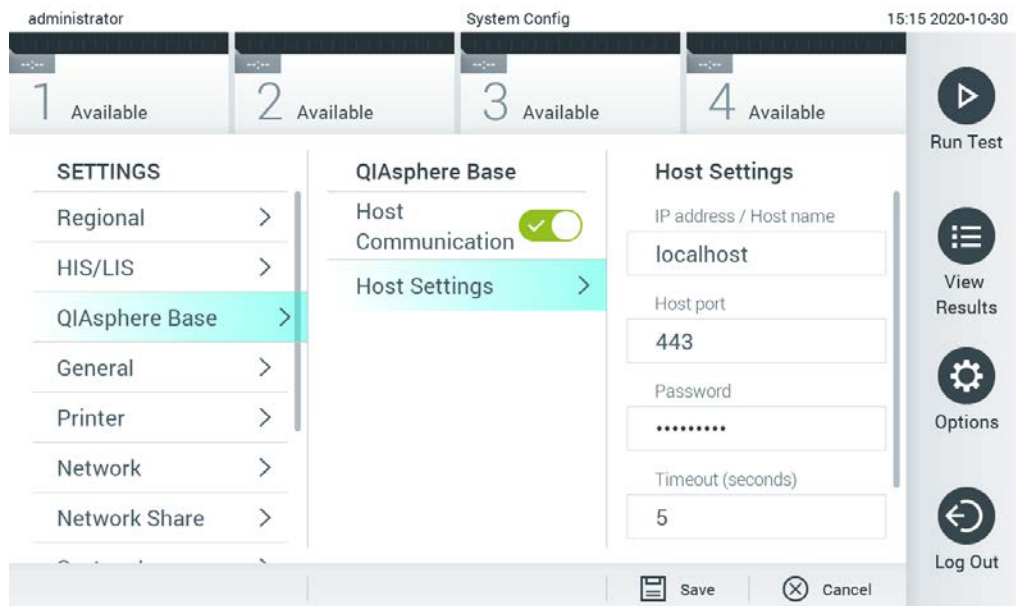 administrator
System Config
15:15 2020-10-30
--:--
--:--
--:--
--:--
1 Available
2 Available
3 Available
4 Available
Run Test
View
Results
Options
Log Out
SETTINGS
Regional
HIS/LIS
QIAsphere Base
General
Printer
Network
Network Share
QIAsphere Base
Host
Communication
Host Settings
Host Settings
IP address / Host name
localhost
Host port
443
Password
•••••••••
Timeout (seconds)
5
Save
Cancel